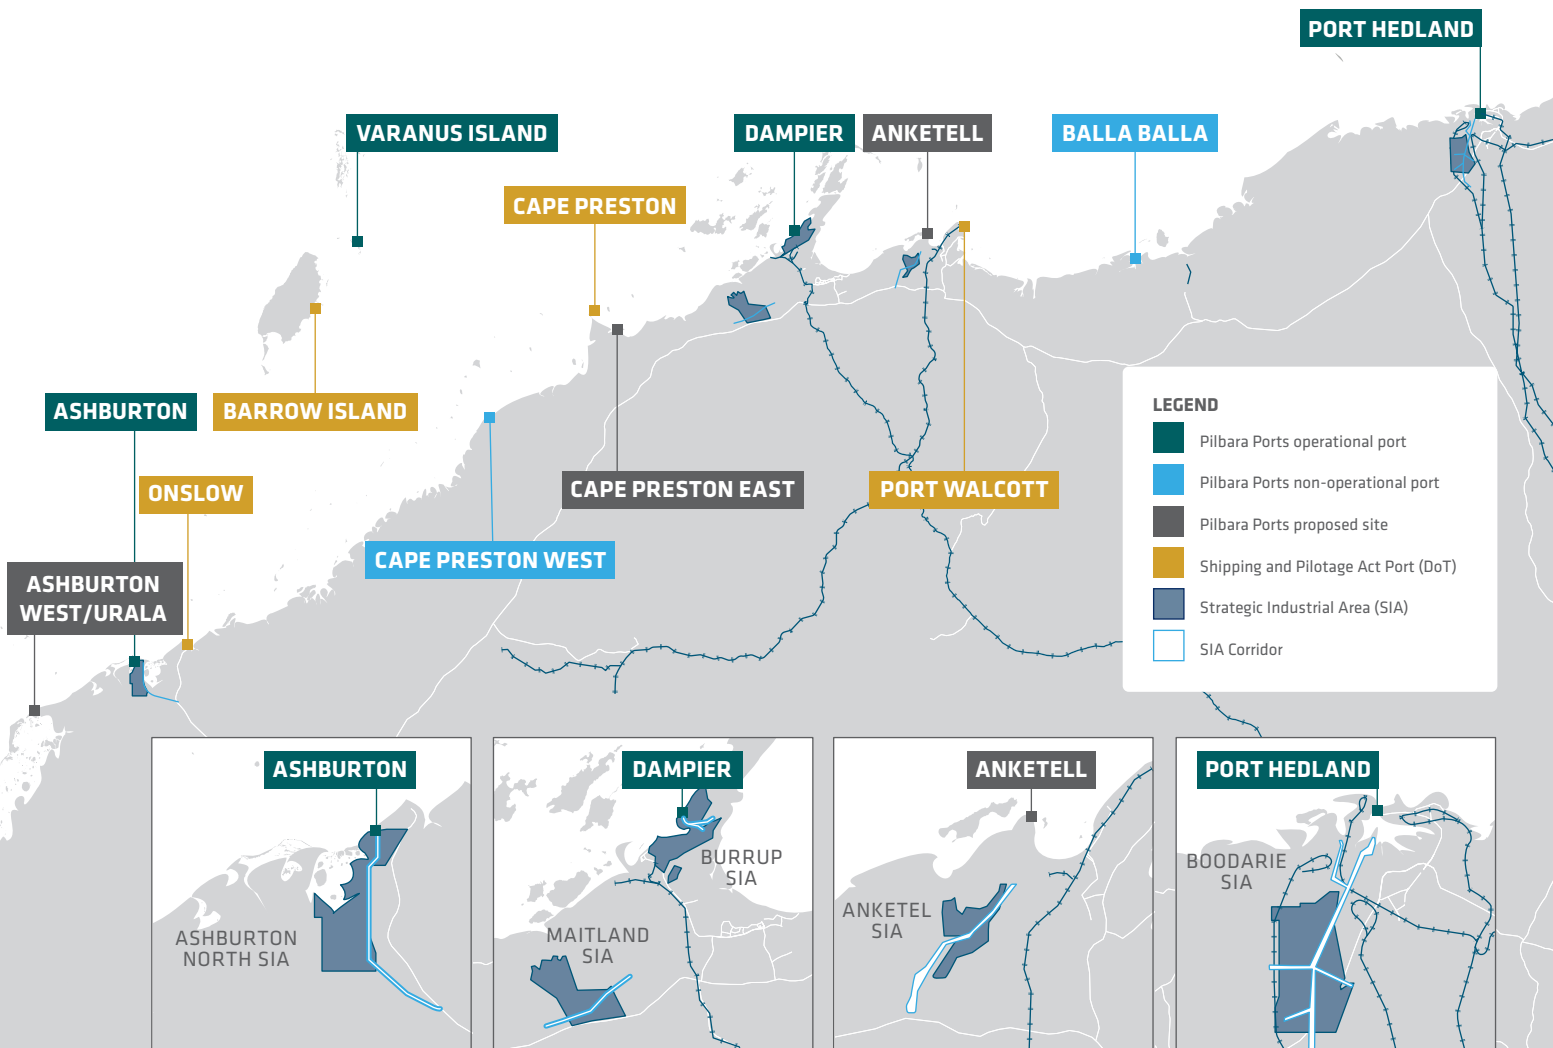 PORT HEDLAND
VARANUS ISLAND
DAMPIER
ANKETELL
BALLA BALLA
CAPE PRESTON
ASHBURTON
BARROW ISLAND
ONSLOW
CAPE PRESTON EAST
PORT WALCOTT
CAPE PRESTON WEST
ASHBURTON
WEST/URALA
LEGEND
Pilbara Ports operational port
Pilbara Ports non-operational port
Pilbara Ports proposed site
Shipping and Pilotage Act Port (DoT)
Strategic Industrial Area (SIA)
SIA Corridor
ASHBURTON
ASHBURTON
NORTH SIA
DAMPIER
BURRUP
SIA
MAITLAND
SIA
ANKETELL
ANKETEL
SIA
PORT HEDLAND
BOODARIE
SIA